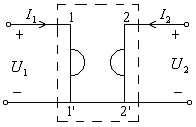 I₁ 1 2 I₂
+ +
U₁ U₂
− −
1' 2'